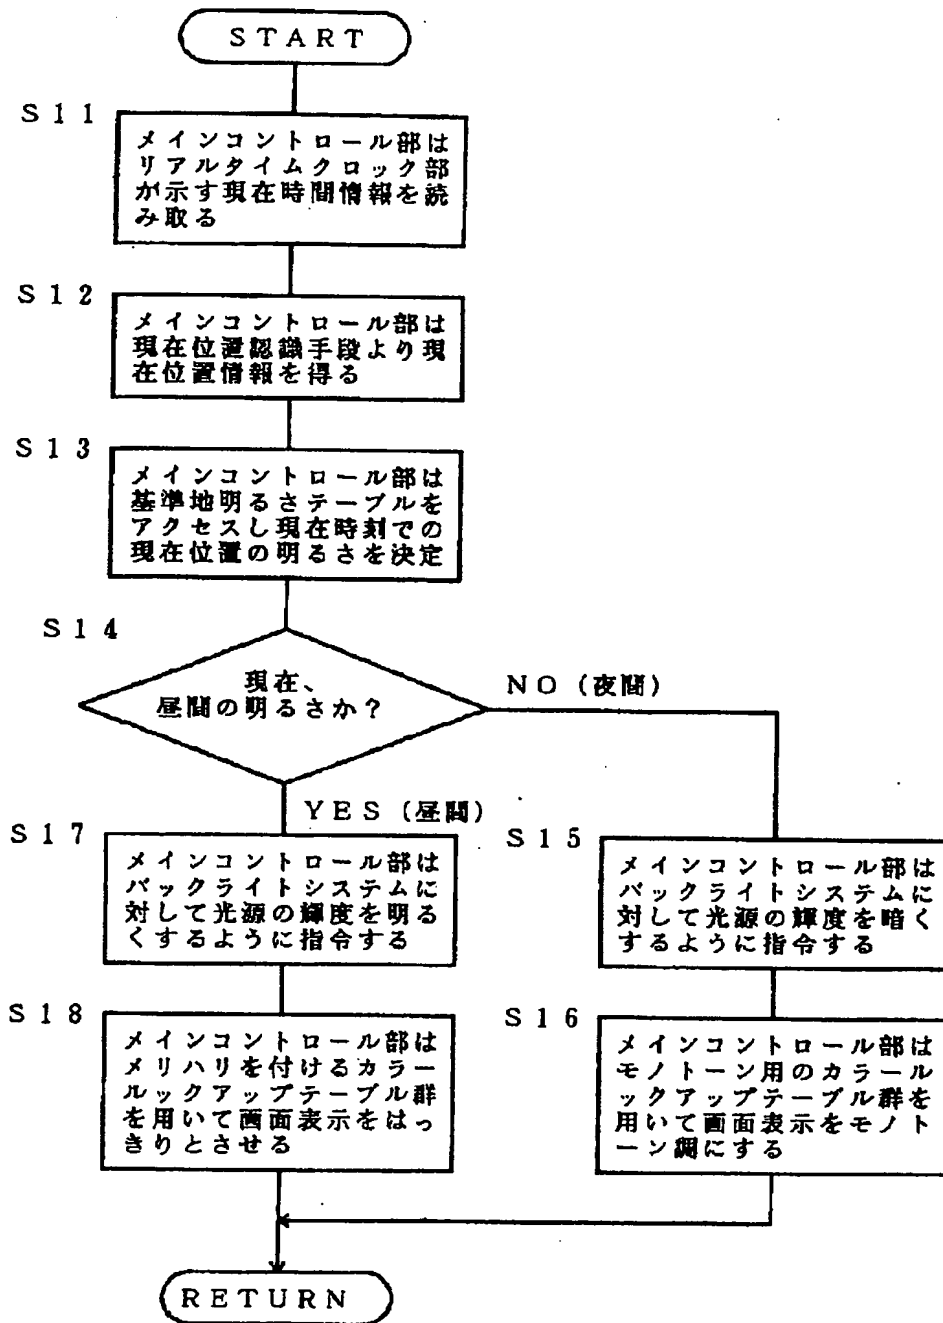 START
S11
メインコントロール部は
リアルタイムクロック部
が示す現在時間情報を読
み取る
S12
メインコントロール部は
現在位置認識手段より現
在位置情報を得る
S13
メインコントロール部は
基準地明るさテーブルを
アクセスし現在時刻での
現在位置の明るさを決定
S14
現在、
昼間の明るさか？
NO（夜間）
YES（昼間）
S17
メインコントロール部は
バックライトシステムに
対して光源の輝度を明る
くするように指令する
S18
メインコントロール部は
メリハリを付けるカラー
ルックアップテーブル群
を用いて画面表示をはっ
きりとさせる
S15
メインコントロール部は
バックライトシステムに
対して光源の輝度を暗く
するように指令する
S16
メインコントロール部は
モノトーン用のカラール
ックアップテーブル群を
用いて画面表示をモノト
ーン調にする
RETURN